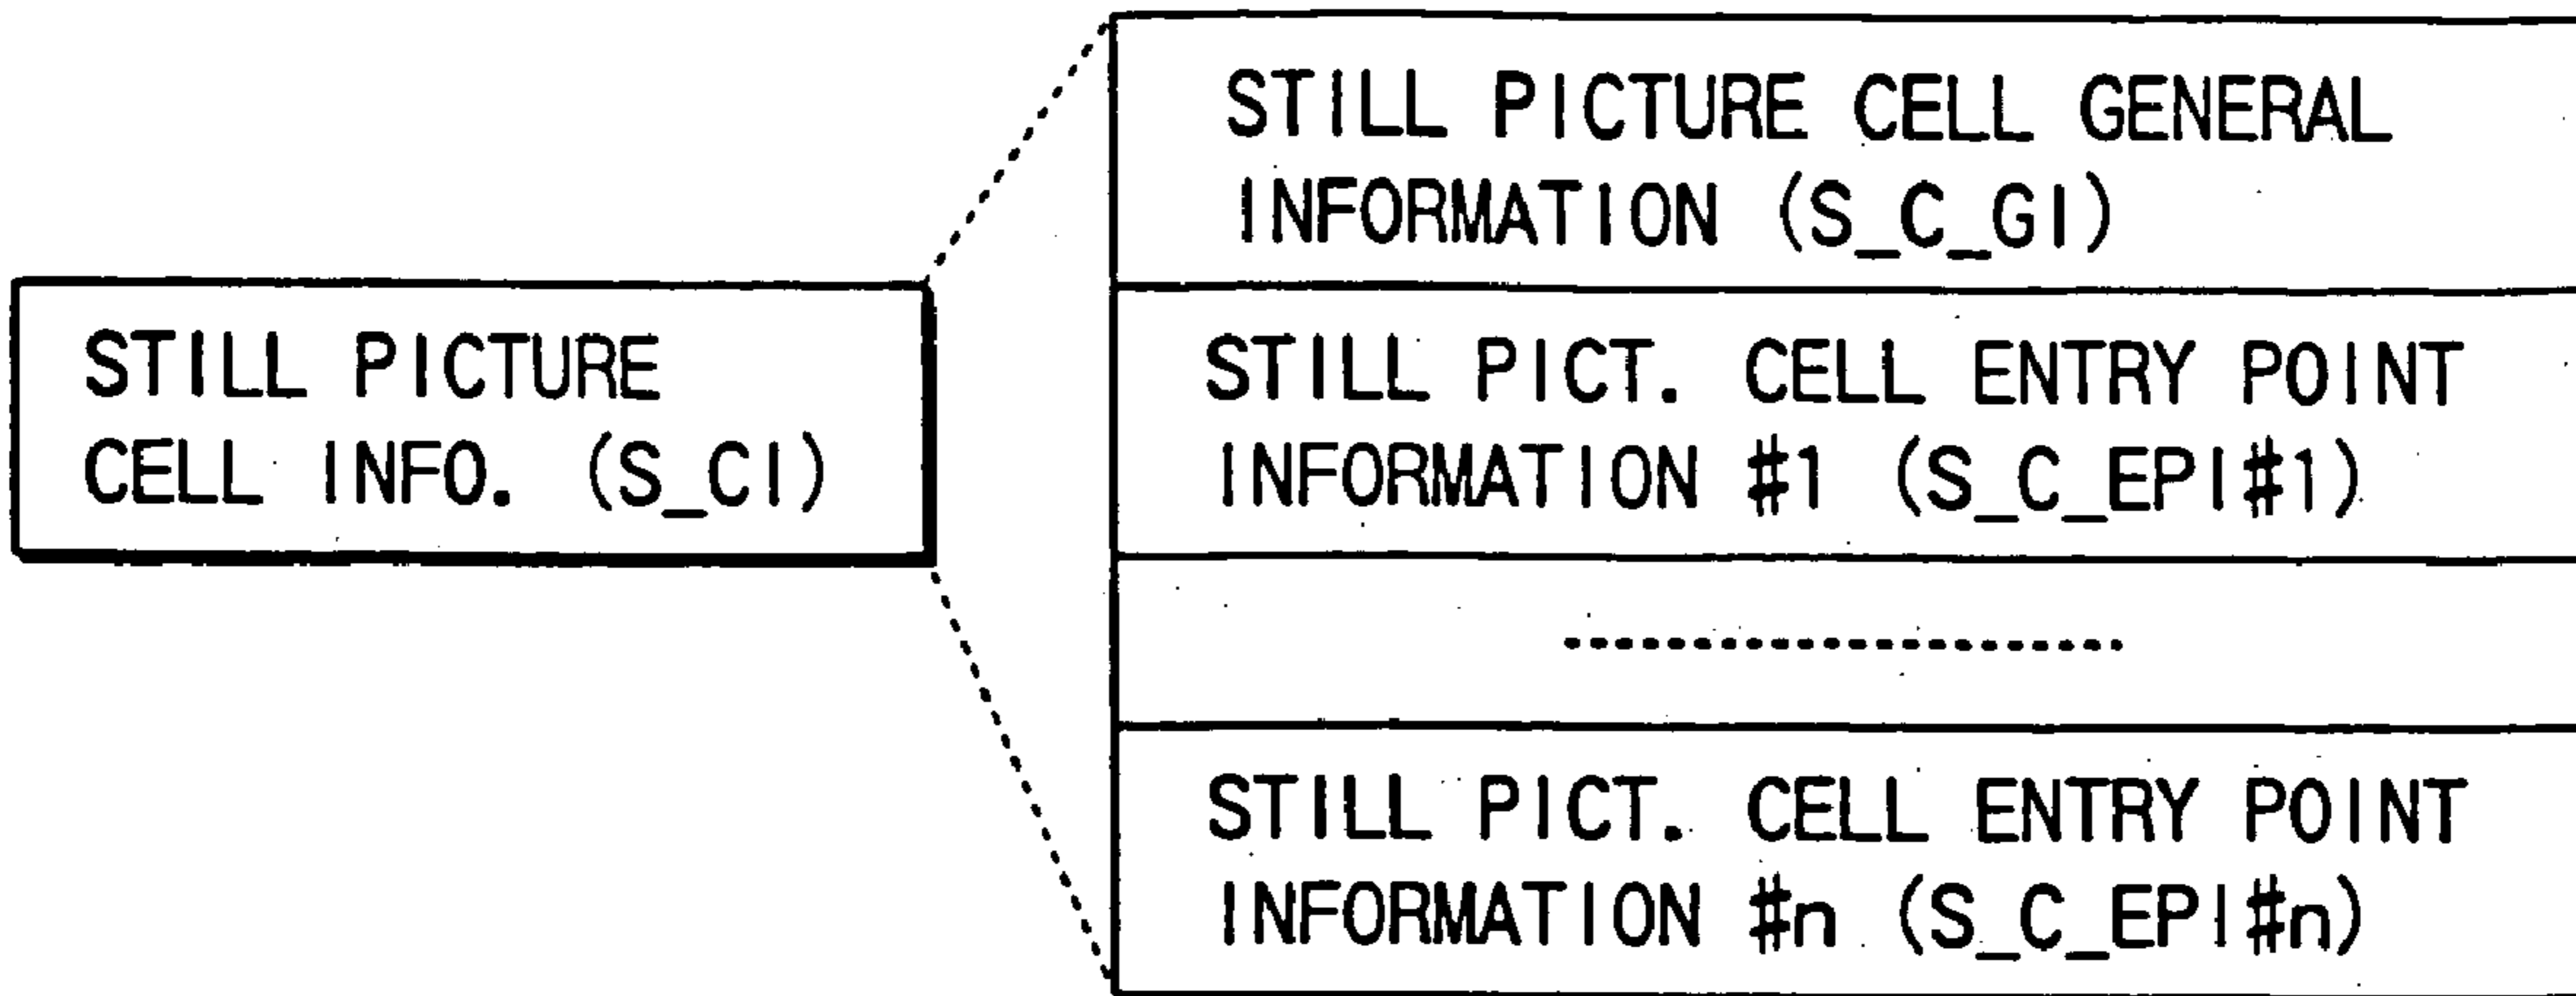 STILL PICTURE
CELL INFO. (S_CI)
STILL PICTURE CELL GENERAL
INFORMATION (S_C_GI)
STILL PICT. CELL ENTRY POINT
INFORMATION #1 (S_C_EPI#1)
STILL PICT. CELL ENTRY POINT
INFORMATION #n (S_C_EPI#n)